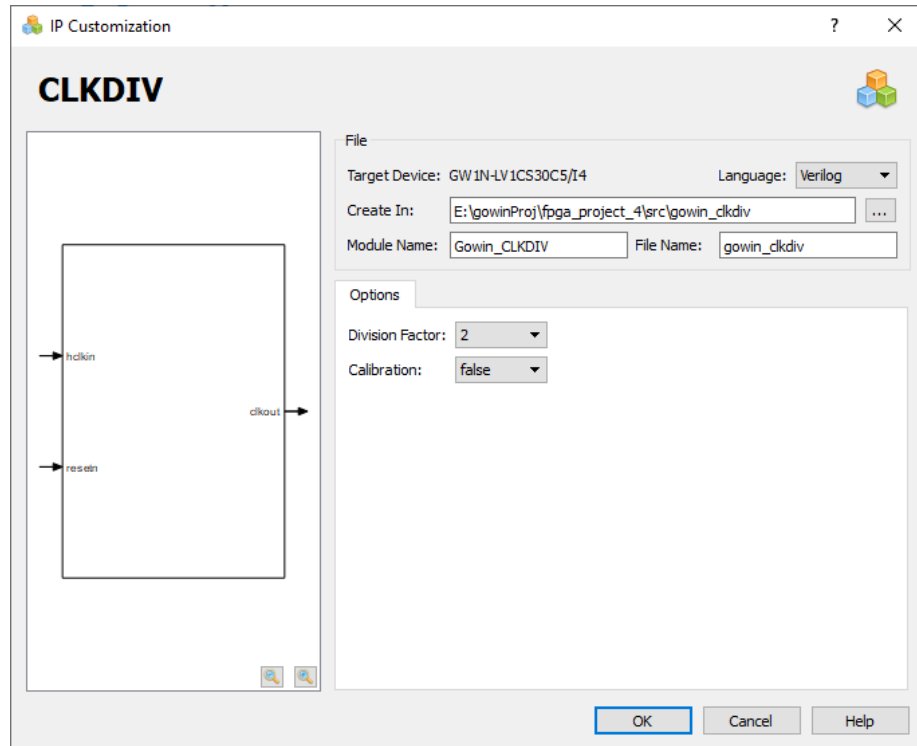 IP Customization
?
CLKDIV
hclkin
resetn
clkout
File
Target Device: GW1N-LV1CS30C5/I4 Language: Verilog
Create In: E:\gowinProj\fpga_project_4\src\gowin_clkdiv ...
Module Name: Gowin_CLKDIV File Name: gowin_clkdiv
Options
Division Factor: 2
Calibration: false
OK Cancel Help